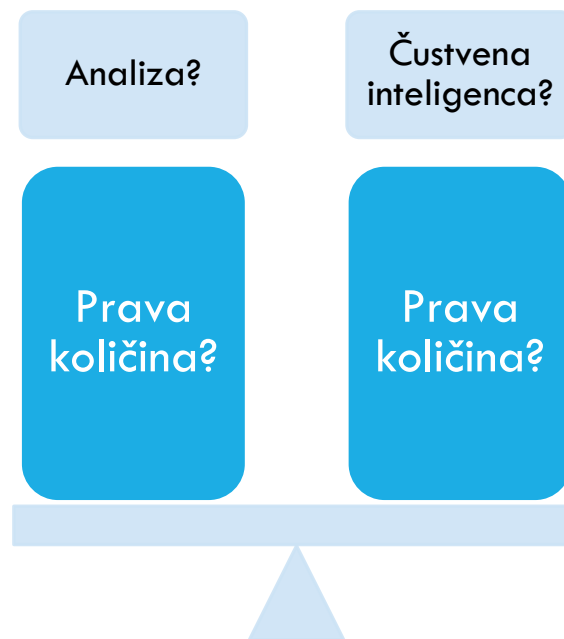 Analiza?
Čustvena
inteligenca?
Prava
količina?
Prava
količina?